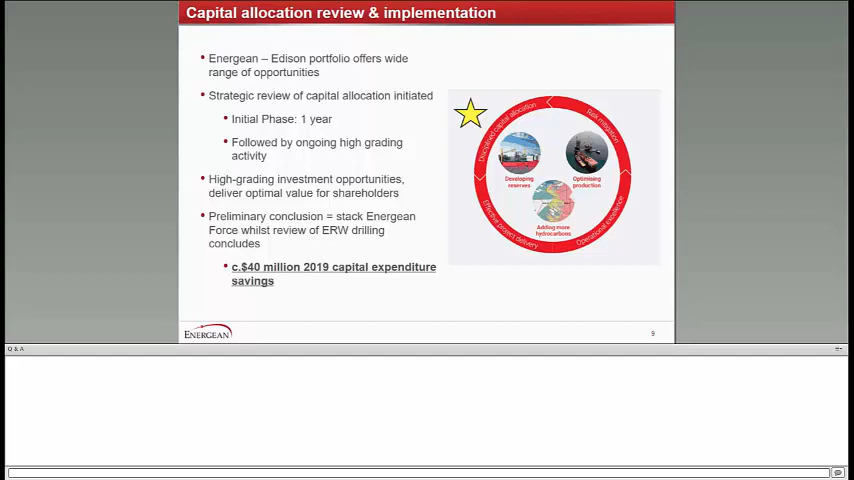 Capital allocation review & implementation
• Energean – Edison portfolio offers wide
range of opportunities
• Strategic review of capital allocation initiated
• Initial Phase: 1 year
• Followed by ongoing high grading
activity
• High-grading investment opportunities,
deliver optimal value for shareholders
• Preliminary conclusion = stack Energean
Force whilst review of ERW drilling
concludes
• c.$40 million 2019 capital expenditure
savings
Disciplined capital allocation
Risk mitigation
Developing
reserves
Optimising
production
Adding more
hydrocarbons
Effective project delivery
Operational excellence
ENERGEAN
9
Q & A